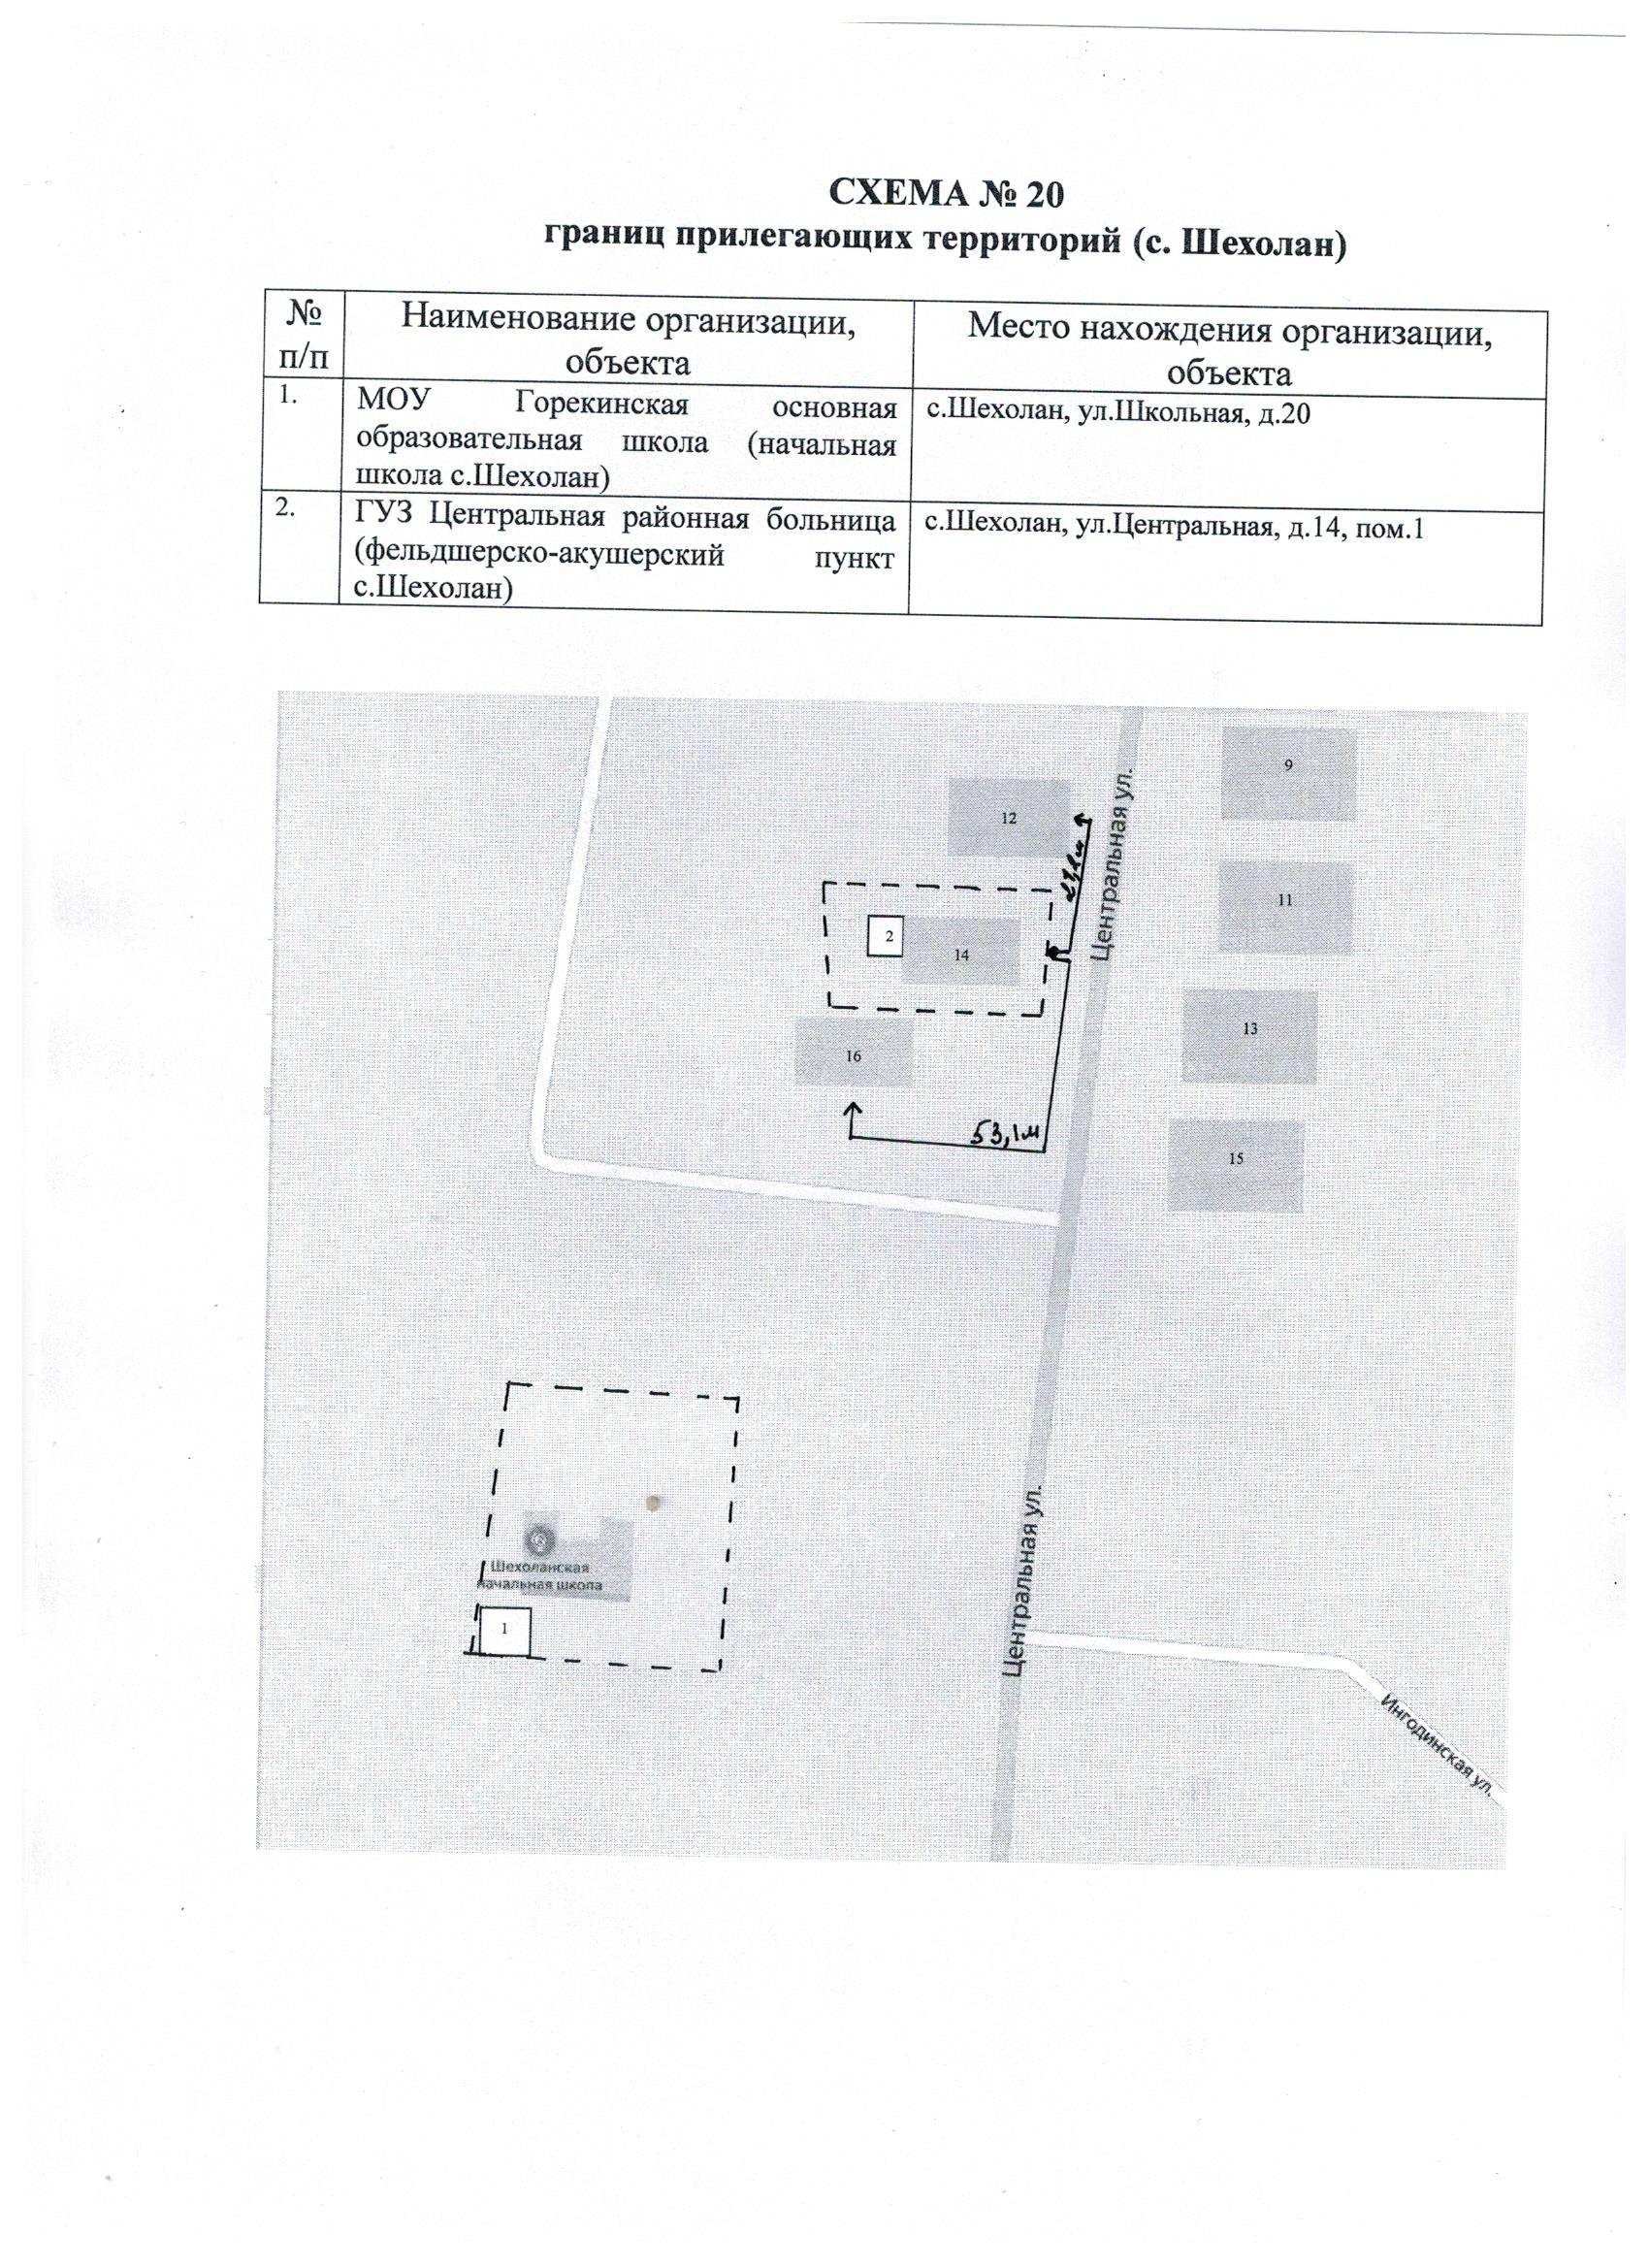 СХЕМА № 20
границ прилегающих территорий (с. Шехолан)
№ п/п
Наименование организации, объекта
Место нахождения организации, объекта
1.
МОУ Горекинская основная
образовательная школа (начальная
школа с.Шехолан)
с.Шехолан, ул.Школьная, д.20
2.
ГУЗ Центральная районная больница
(фельдшерско-акушерский пункт
с.Шехолан)
с.Шехолан, ул.Центральная, д.14, пом.1
9
12
Центральная ул.
11
2
14
13
16
53,1м
15
Шехоланская
начальная школа
1
Центральная ул.
Ингодинская ул.